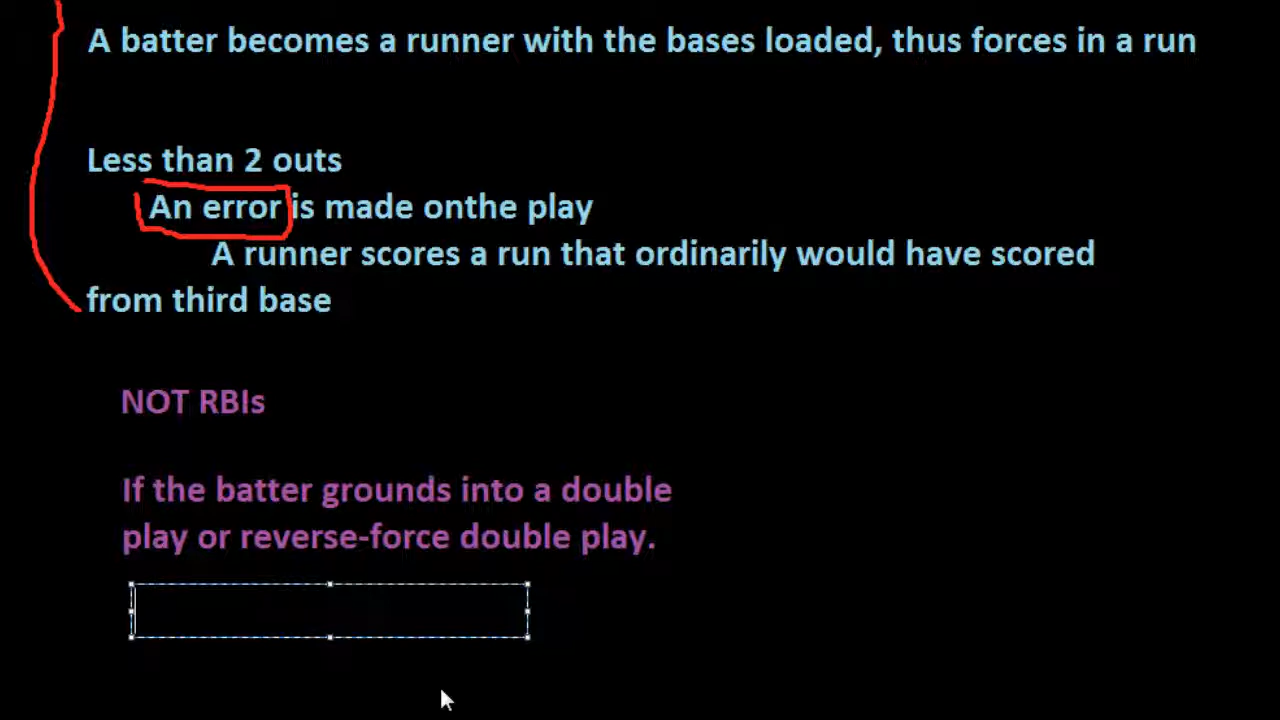 A batter becomes a runner with the bases loaded, thus forces in a run
Less than 2 outs
An error is made onthe play
A runner scores a run that ordinarily would have scored
from third base
NOT RBIs
If the batter grounds into a double
play or reverse-force double play.